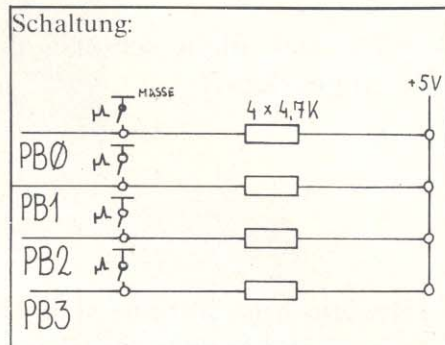 Schaltung:
MASSE
4 x 4,7K
+5V
PBØ
PB1
PB2
PB3